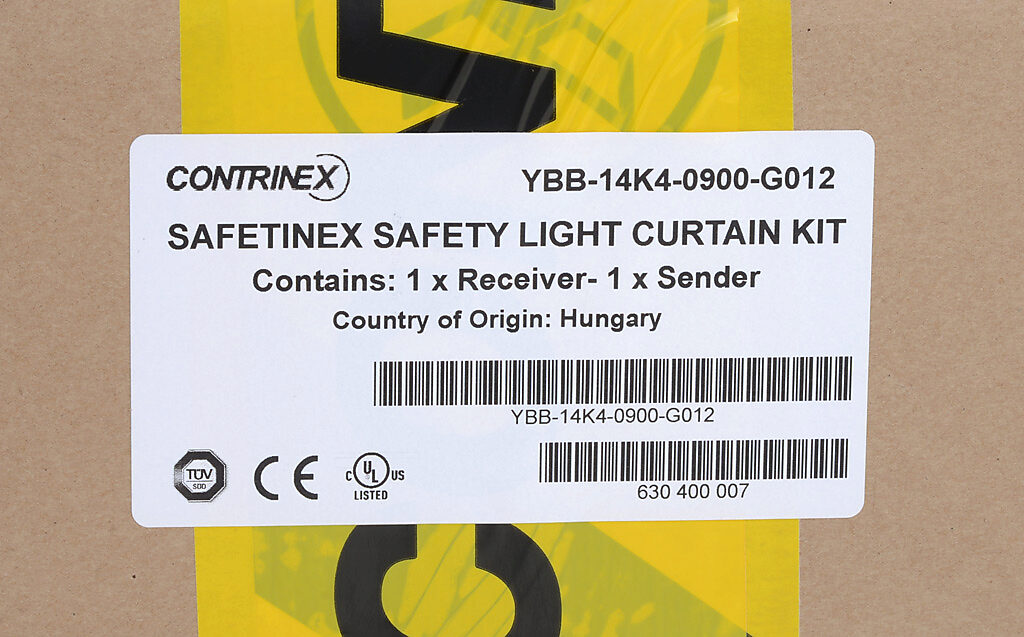 CONTRINEX
YBB-14K4-0900-G012
SAFETINEX SAFETY LIGHT CURTAIN KIT
Contains: 1 x Receiver- 1 x Sender
Country of Origin: Hungary
YBB-14K4-0900-G012
TÜV
SÜD
CE
C UL US
LISTED
630 400 007